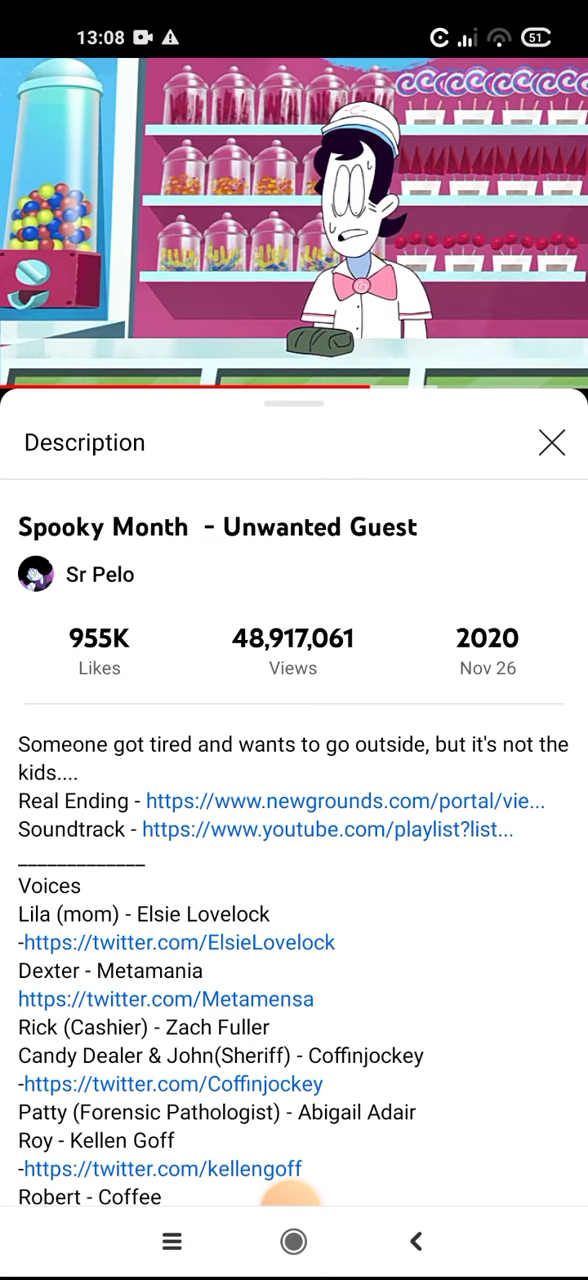 13:08
51
Description
Spooky Month - Unwanted Guest
Sr Pelo
955K 48,917,061 2020
Likes Views Nov 26
Someone got tired and wants to go outside, but it's not the
kids....
Real Ending - https://www.newgrounds.com/portal/vie...
Soundtrack - https://www.youtube.com/playlist?list...
_____________
Voices
Lila (mom) - Elsie Lovelock
-https://twitter.com/ElsieLovelock
Dexter - Metamania
https://twitter.com/Metamensa
Rick (Cashier) - Zach Fuller
Candy Dealer & John(Sheriff) - Coffinjockey
-https://twitter.com/Coffinjockey
Patty (Forensic Pathologist) - Abigail Adair
Roy - Kellen Goff
-https://twitter.com/kellengoff
Robert - Coffee